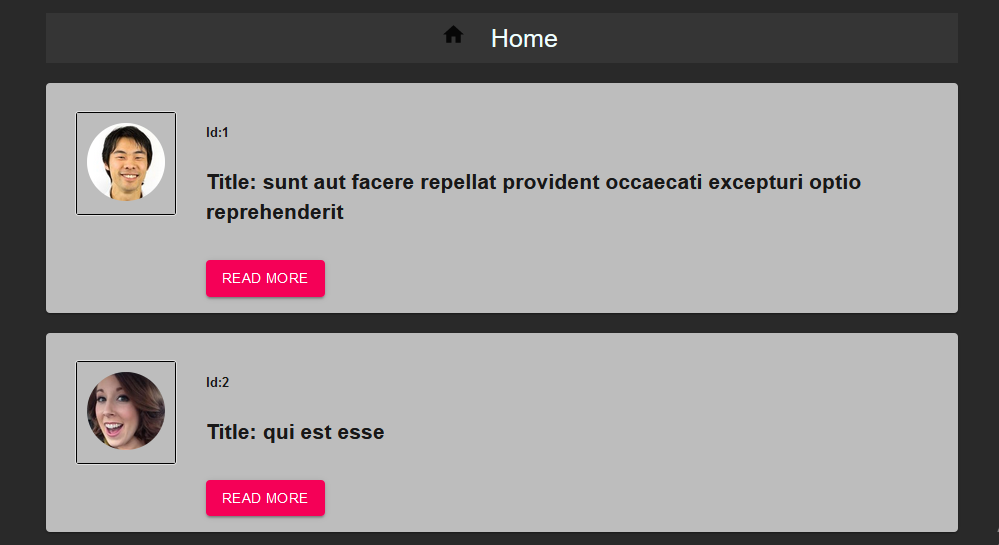 Home
Id:1
Title: sunt aut facere repellat provident occaecati excepturi optio
reprehenderit
READ MORE
Id:2
Title: qui est esse
READ MORE